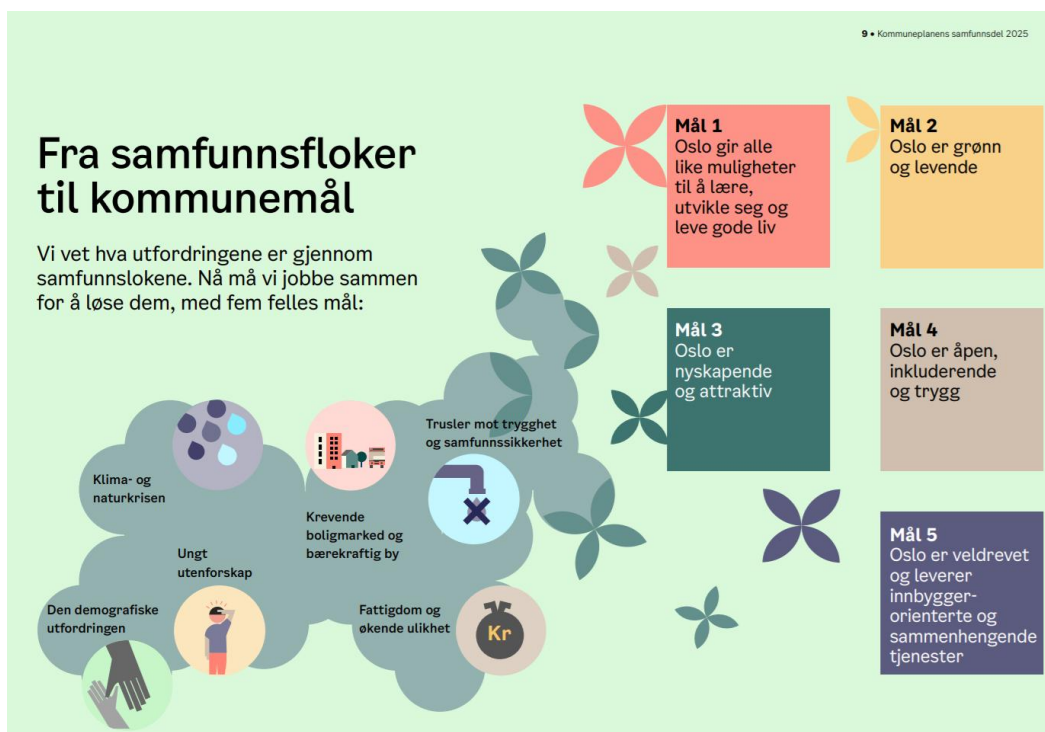 9 • Kommuneplanens samfunnsdel 2025
Fra samfunnsfloker
til kommunemål
Vi vet hva utfordringene er gjennom
samfunnslokene. Nå må vi jobbe sammen
for å løse dem, med fem felles mål:
Mål 1
Oslo gir alle
like muligheter
til å lære,
utvikle seg og
leve gode liv
Mål 2
Oslo er grønn
og levende
Mål 3
Oslo er
nyskapende
og attraktiv
Mål 4
Oslo er åpen,
inkluderende
og trygg
Mål 5
Oslo er veldrevet
og leverer
innbygger-
orienterte og
sammenhengende
tjenester
Trusler mot trygghet
og samfunnssikkerhet
Klima- og
naturkrisen
Krevende
boligmarked og
bærekraftig by
Ungt
utenforskap
Den demografiske
utfordringen
Fattigdom og
økende ulikhet
Kr